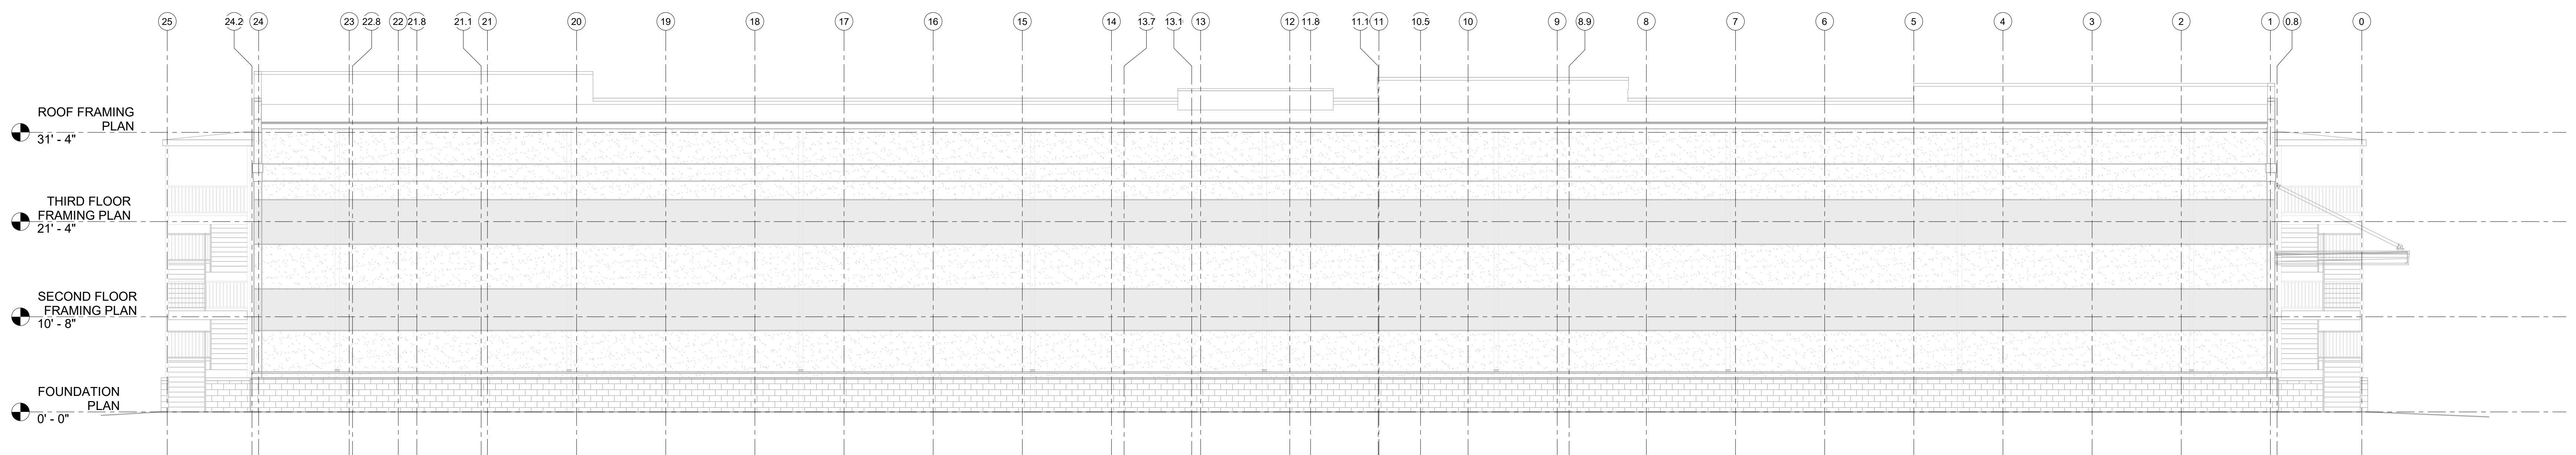 25 24.2 24 23 22.8 22 21.8 21.1 21 20 19 18 17 16 15 14 13.7 13.1 13 12 11.8 11.1 11 10.5 10 9 8.9 8 7 6 5 4 3 2 1 0.8 0
ROOF FRAMING
PLAN
31' - 4"
THIRD FLOOR
FRAMING PLAN
21' - 4"
SECOND FLOOR
FRAMING PLAN
10' - 8"
FOUNDATION
PLAN
0' - 0"